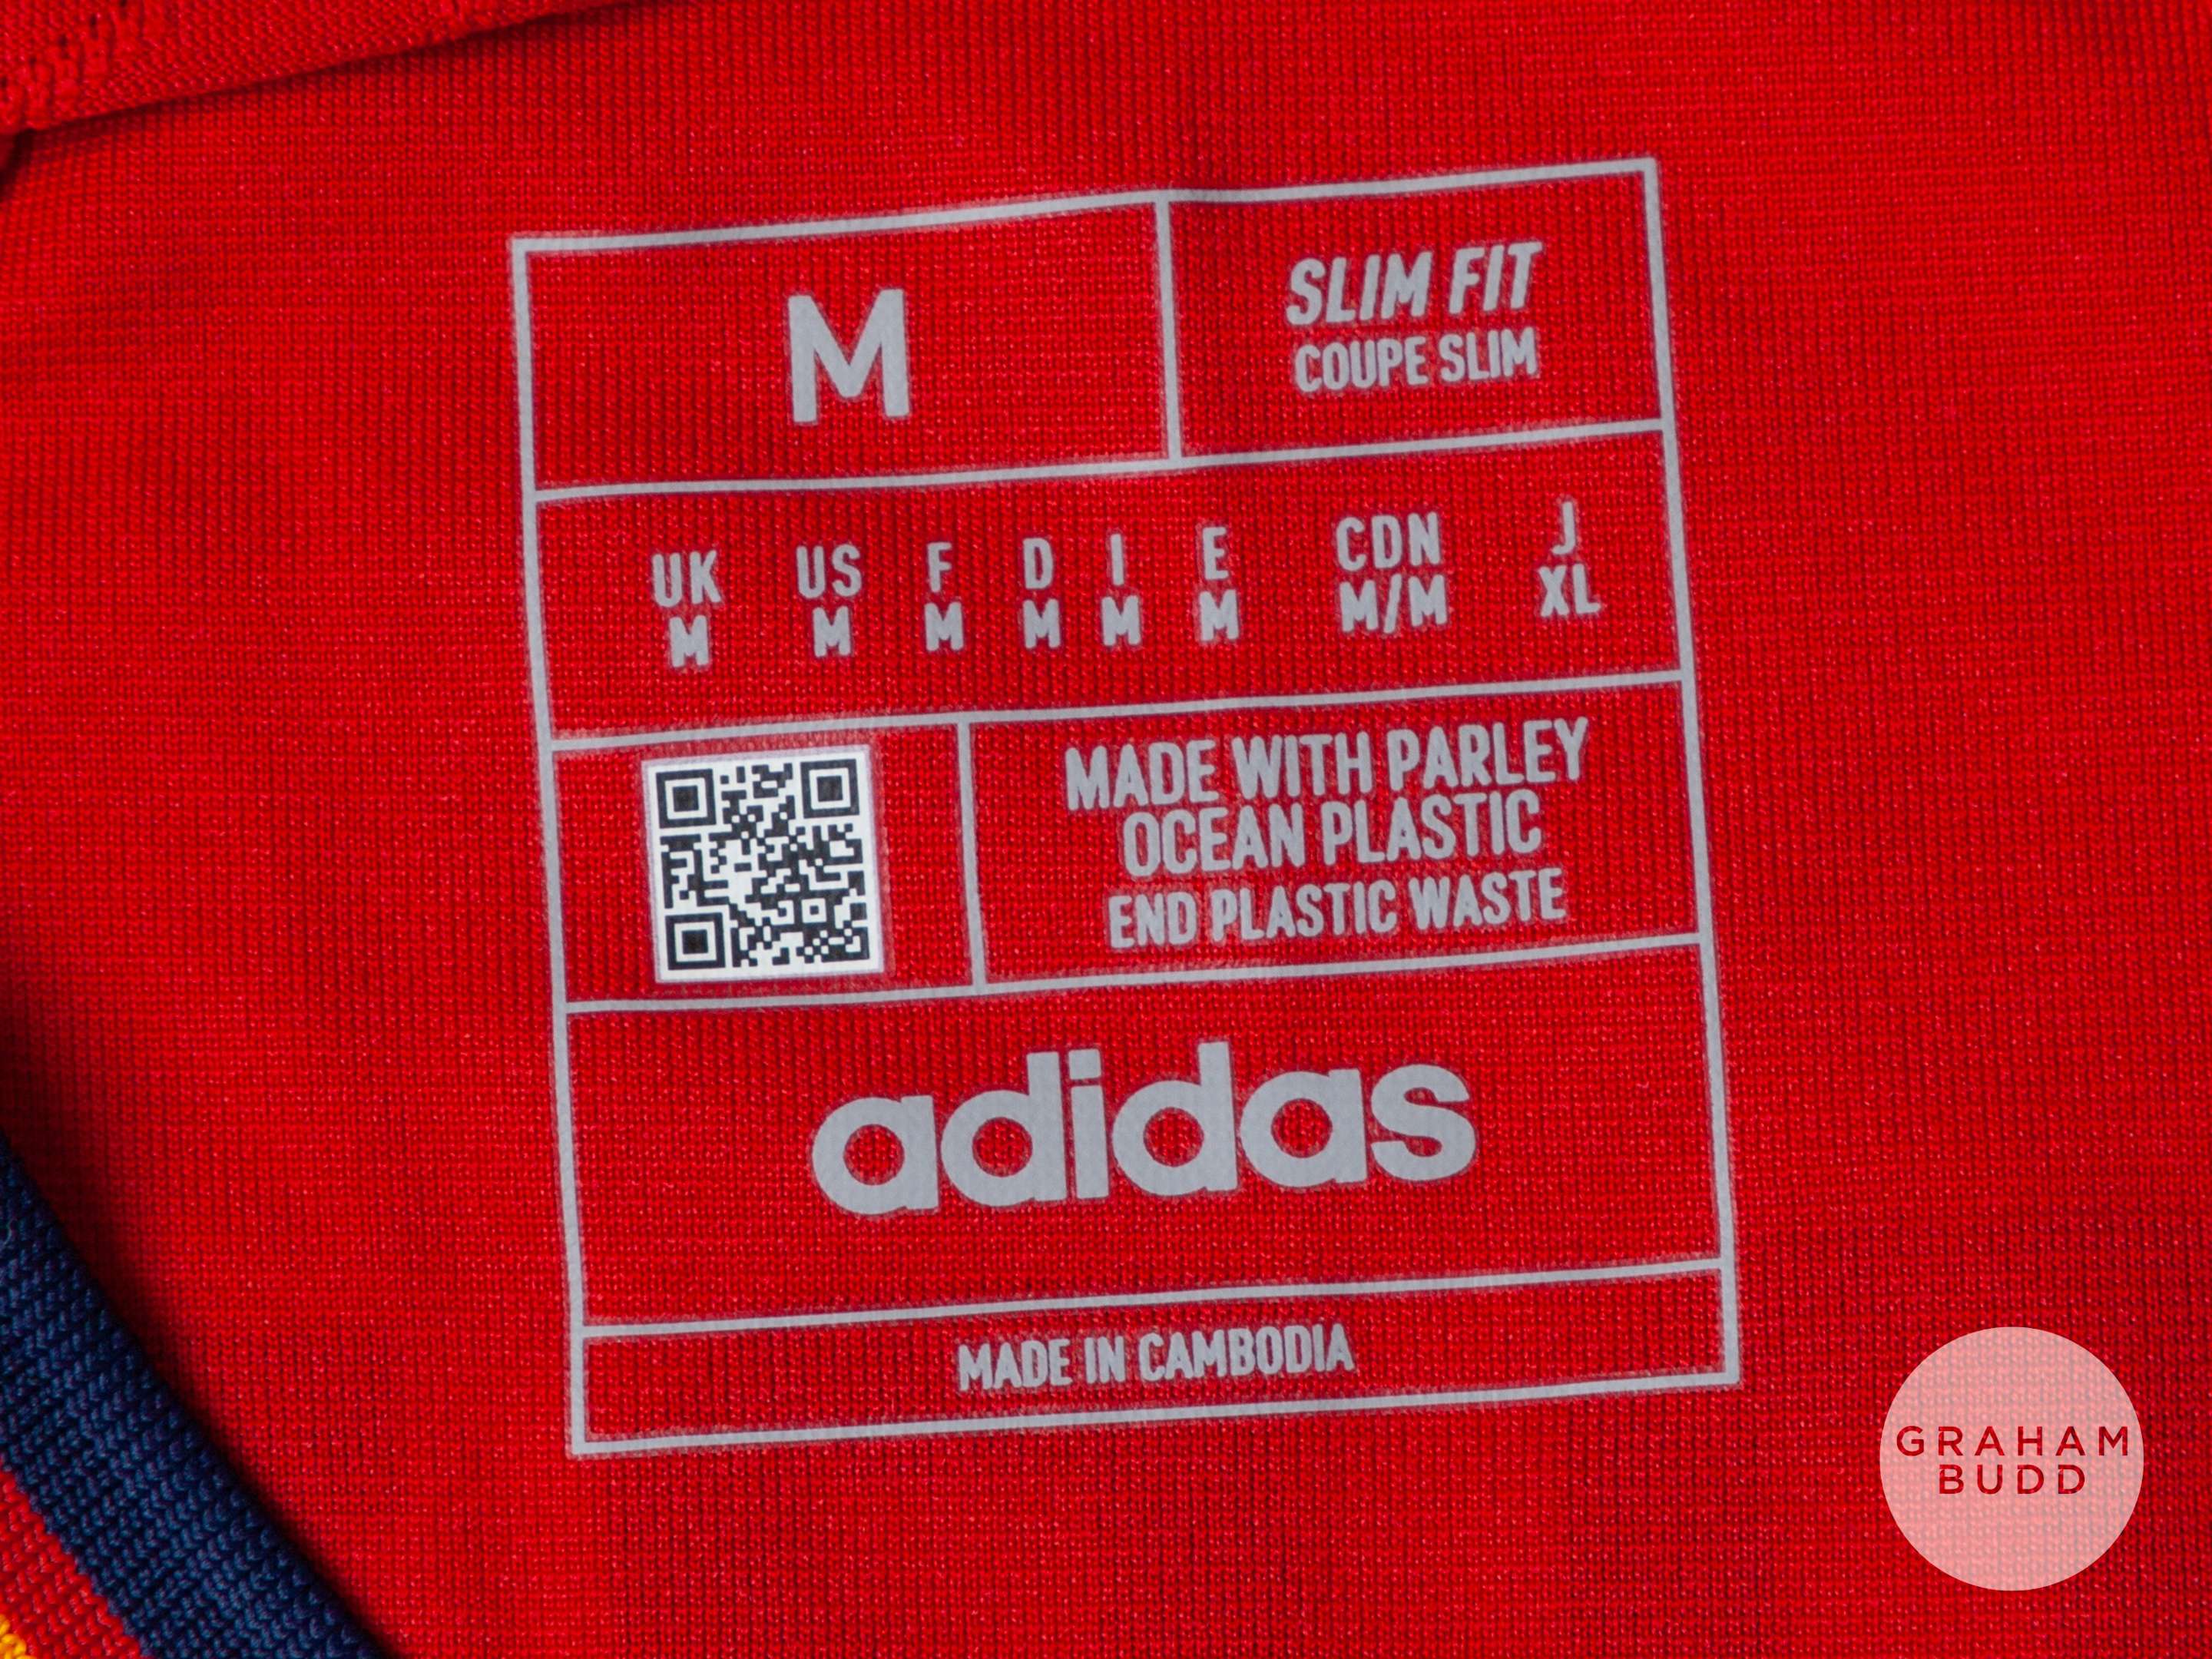 M
SLIM FIT
COUPE SLIM
UK US F D I E CDN J
M M M M M M M/M XL
MADE WITH PARLEY
OCEAN PLASTIC
END PLASTIC WASTE
adidas
MADE IN CAMBODIA
GRAHAM
BUDD